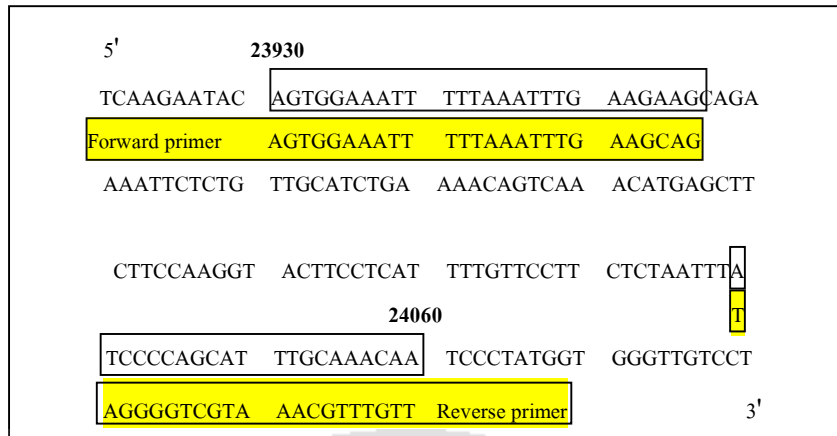 5' 23930
TCAAGAATAC AGTGGAAATT TTTAAATTTG AAGAAGCAGA
Forward primer AGTGGAAATT TTTAAATTTG AAGCAG
AAATTCTCTG TTGCATCTGA AAACAGTCAA ACATGAGCTT
CTTCCAAGGT ACTTCCTCAT TTTGTTCCTT CTCTAATTTA
24060 T
TCCCCAGCAT TTGCAAACAA TCCCTATGGT GGGTTGTCCT
AGGGGTCGTA AACGTTTGTT Reverse primer 3'